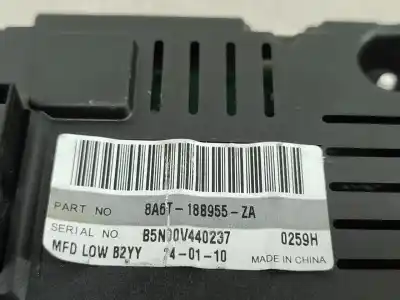 PART NO 8A6T-18B955-ZA
SERIAL NO B5N00V440237 0259H
MFD LOW B2YY 24-01-10 MADE IN CHINA